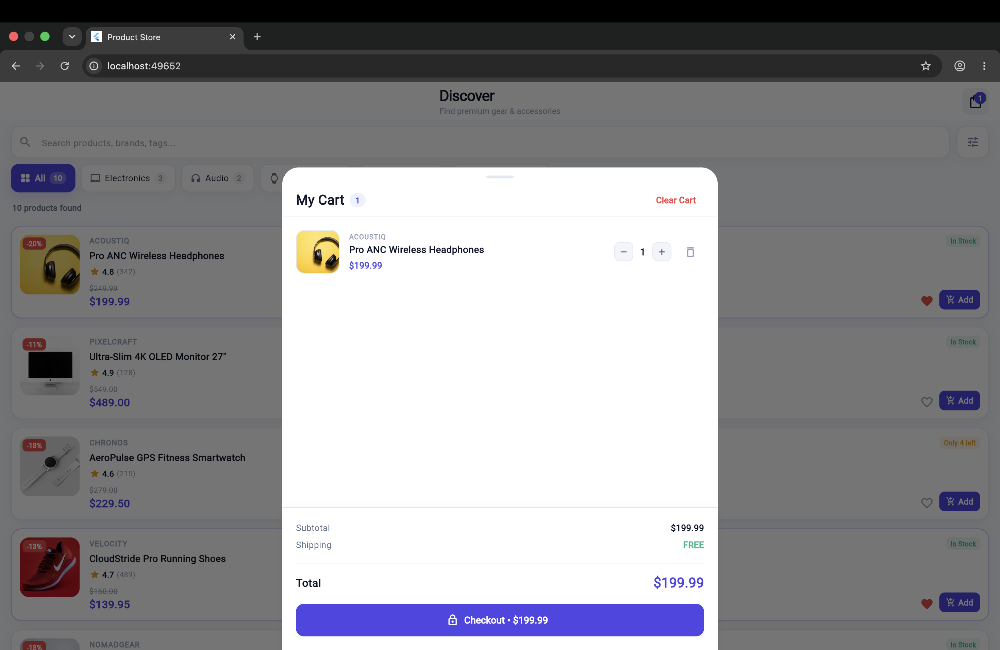 Product Store
localhost:49652
Discover
Find premium gear & accessories
1
Search products, brands, tags...
All 10
Electronics 3
Audio 2
10 products found
My Cart 1
Clear Cart
ACOUSTIQ
Pro ANC Wireless Headphones
$199.99
1
Subtotal $199.99
Shipping FREE
Total $199.99
Checkout • $199.99
-20%
ACOUSTIQ
Pro ANC Wireless Headphones
4.8 (342)
$249.99
$199.99
In Stock
Add
-11%
PIXELCRAFT
Ultra-Slim 4K OLED Monitor 27"
4.9 (128)
$549.00
$489.00
In Stock
Add
-18%
CHRONOS
AeroPulse GPS Fitness Smartwatch
4.6 (215)
$279.00
$229.50
Only 4 left
Add
-13%
VELOCITY
CloudStride Pro Running Shoes
4.7 (489)
$160.00
$139.95
In Stock
Add
-18%
NOMADGEAR
In Stock